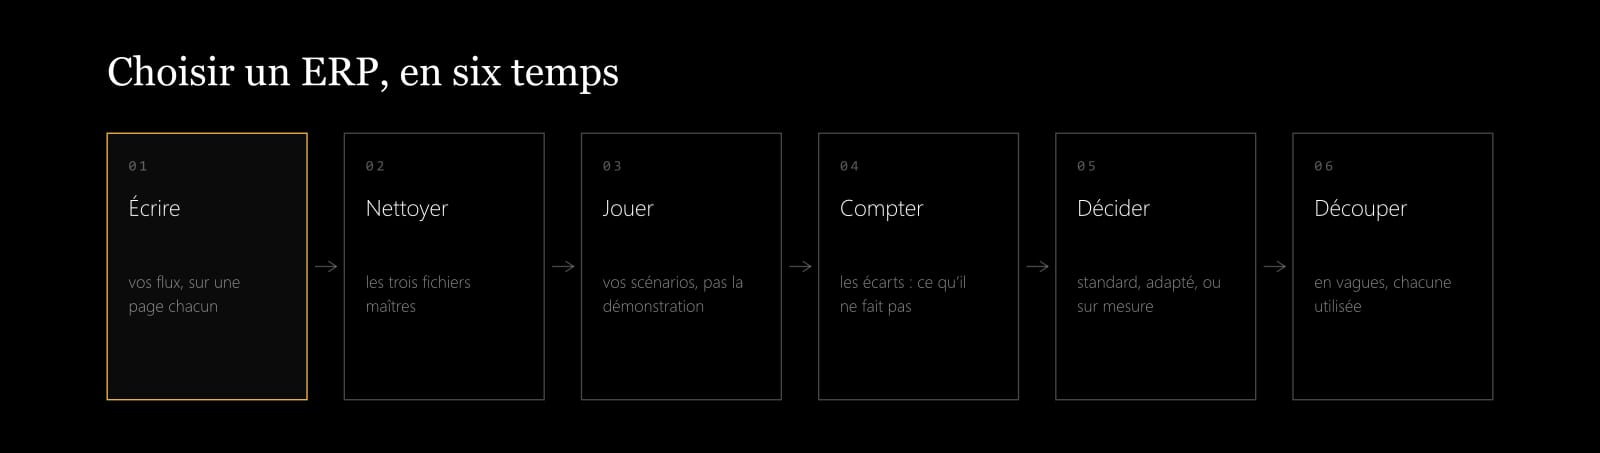 Choisir un ERP, en six temps
01
Écrire
vos flux, sur une
page chacun
02
Nettoyer
les trois fichiers
maîtres
03
Jouer
vos scénarios, pas la
démonstration
04
Compter
les écarts : ce qu’il
ne fait pas
05
Décider
standard, adapté, ou
sur mesure
06
Découper
en vagues, chacune
utilisée